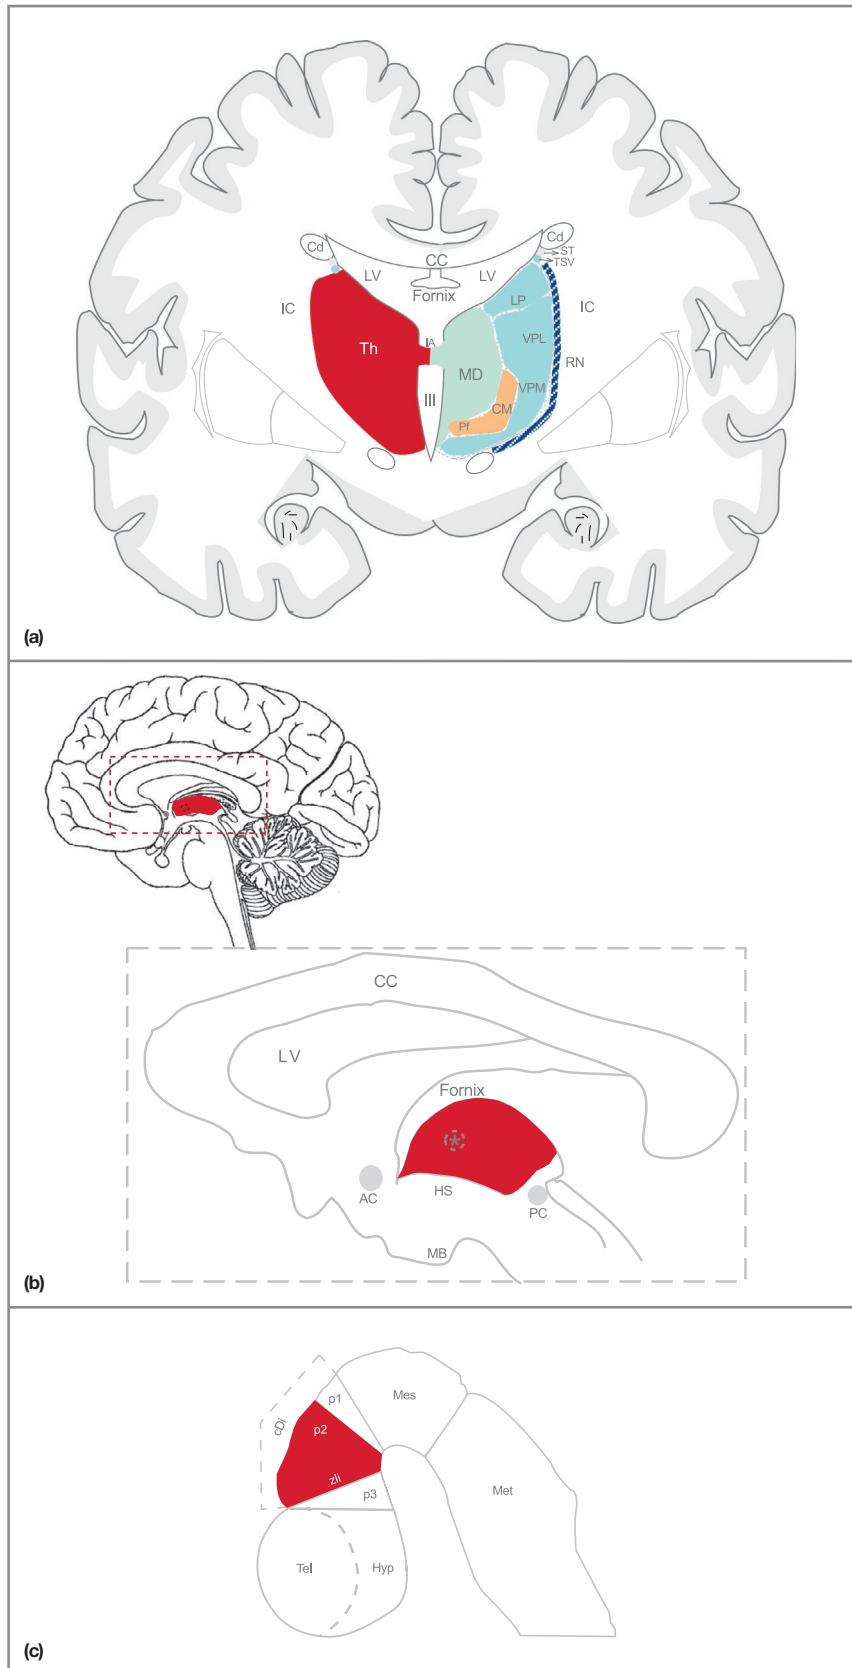 Cd
Cd
CC
ST
TSV
LV
LV
Fornix
LP
IC
IC
IA
Th
VPL
RN
MD
VPM
III
CM
Pf
(a)
CC
LV
Fornix
*
AC
HS
PC
MB
(b)
p1
Mes
cDi
p2
zli
p3
Met
Tel
Hyp
(c)